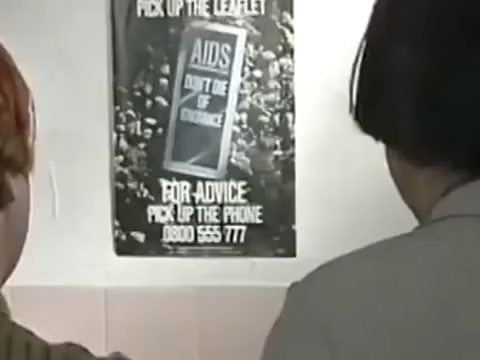 PICK UP THE LEAFLET
AIDS
DON'T DIE
OF
IGNORANCE
FOR ADVICE
PICK UP THE PHONE
0800 555 777